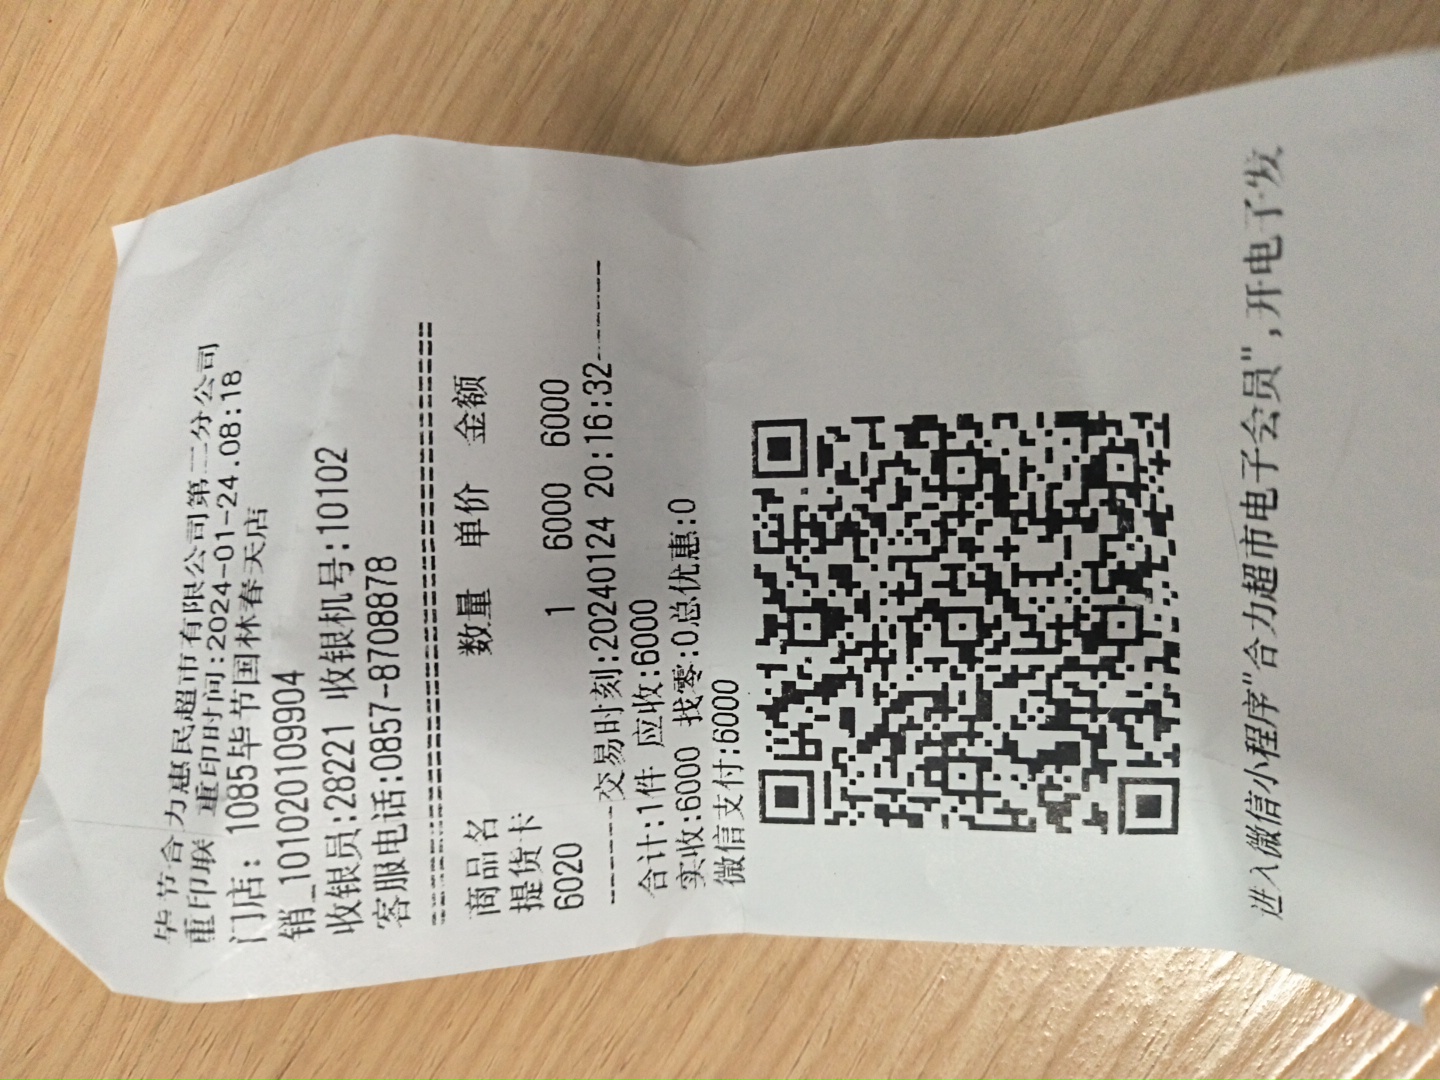 毕节合力惠民超市有限公司第二分公司
重印联 重印时间:2024-01-24.08:18
门店: 1085毕节国林春天店
销_101020109904
收银员:28221 收银机号:10102
客服电话:0857-8708878
商品名 数量 单价 金额
提货卡
6020 1 6000 6000
------交易时刻:20240124 20:16:32------
合计:1件 应收:6000
实收:6000 找零:0总优惠:0
微信支付:6000
进入微信小程序"合力超市电子会员",开电子发